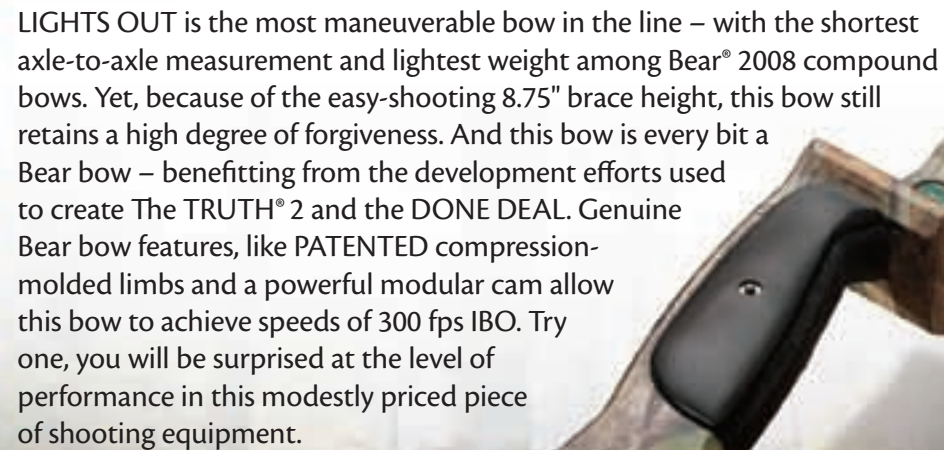 LIGHTS OUT is the most maneuverable bow in the line – with the shortest
axle-to-axle measurement and lightest weight among Bear® 2008 compound
bows. Yet, because of the easy-shooting 8.75" brace height, this bow still
retains a high degree of forgiveness. And this bow is every bit a
Bear bow – benefitting from the development efforts used
to create The TRUTH® 2 and the DONE DEAL. Genuine
Bear bow features, like PATENTED compression-
molded limbs and a powerful modular cam allow
this bow to achieve speeds of 300 fps IBO. Try
one, you will be surprised at the level of
performance in this modestly priced piece
of shooting equipment.